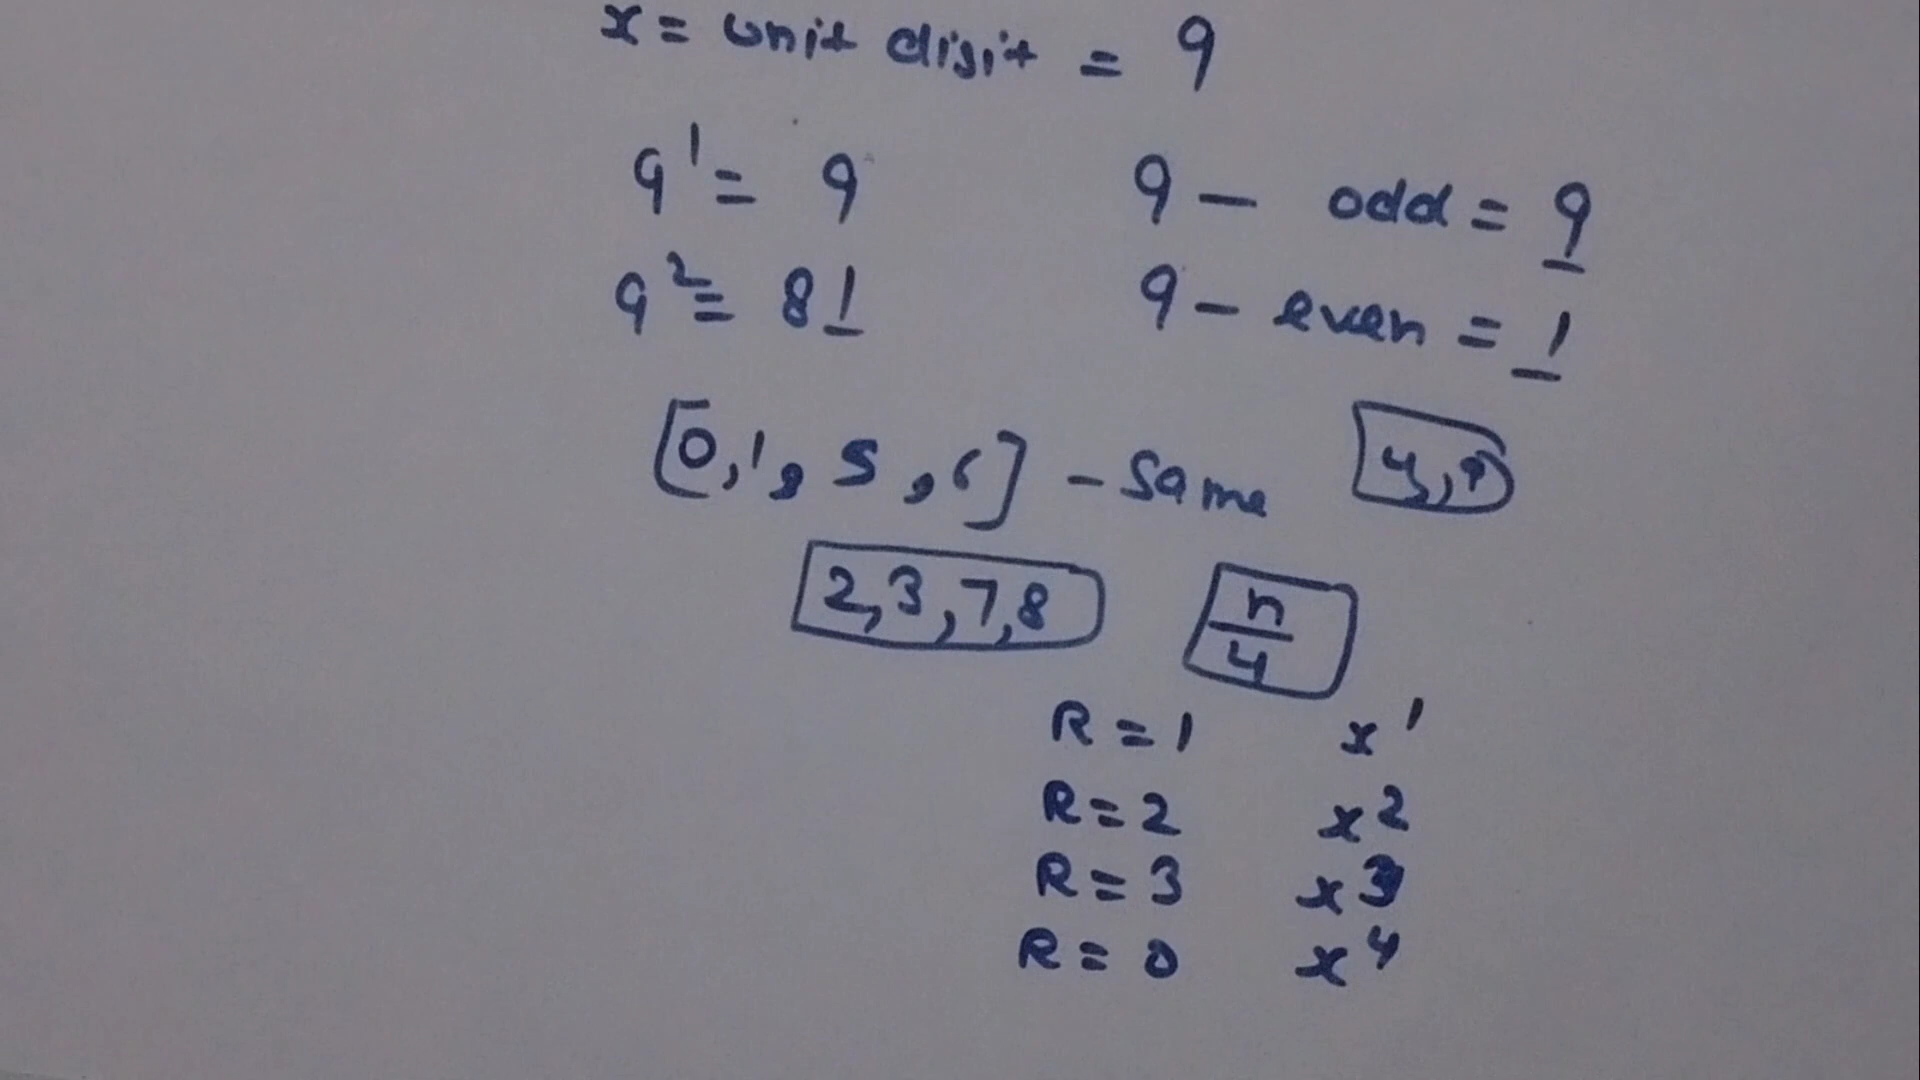 x = unit digit = 9
9¹ = 9 9 - odd = 9
9² = 81 9 - even = 1
[0, 1, 5, 6] - same 4, 9
2, 3, 7, 8 n/4
R = 1 x¹
R = 2 x²
R = 3 x³
R = 0 x⁴